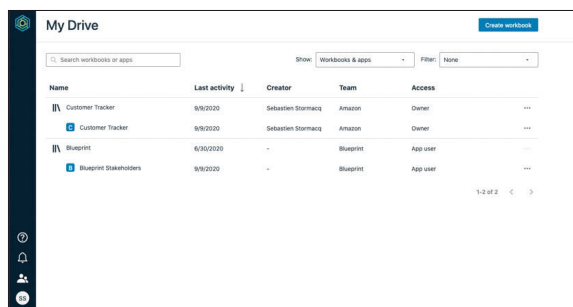 My Drive
Create workbook
Search workbooks or apps
Show: Workbooks & apps Filter: None
Name Last activity ↓ Creator Team Access
Customer Tracker 9/9/2020 Sebastien Stormacq Amazon Owner ...
C Customer Tracker 9/9/2020 Sebastien Stormacq Amazon Owner ...
Blueprint 6/30/2020 - Blueprint App user ...
B Blueprint Stakeholders 9/9/2020 - Blueprint App user ...
1-2 of 2 < >
SS